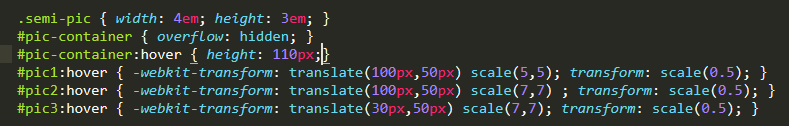 .semi-pic { width: 4em; height: 3em; }
#pic-container { overflow: hidden; }
#pic-container:hover { height: 110px;}
#pic1:hover { -webkit-transform: translate(100px,50px) scale(5,5); transform: scale(0.5); }
#pic2:hover { -webkit-transform: translate(100px,50px) scale(7,7) ; transform: scale(0.5); }
#pic3:hover { -webkit-transform: translate(30px,50px) scale(7,7); transform: scale(0.5); }